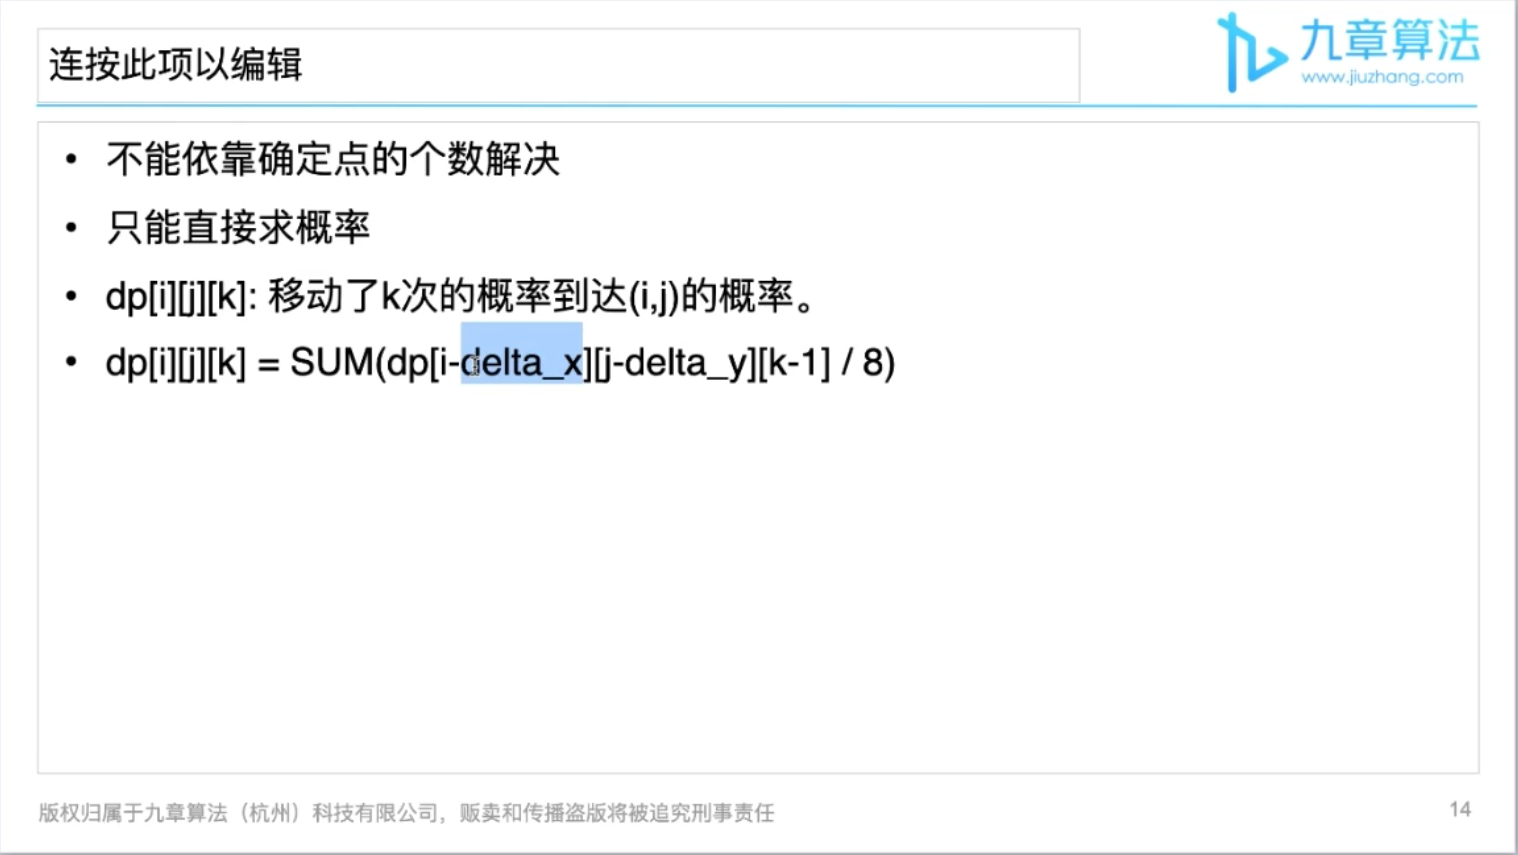 连按此项以编辑
九章算法
www.jiuzhang.com
• 不能依靠确定点的个数解决
• 只能直接求概率
• dp[i][j][k]: 移动了k次的概率到达(i,j)的概率。
• dp[i][j][k] = SUM(dp[i-delta_x][j-delta_y][k-1] / 8)
版权归属于九章算法（杭州）科技有限公司，贩卖和传播盗版将被追究刑事责任
14